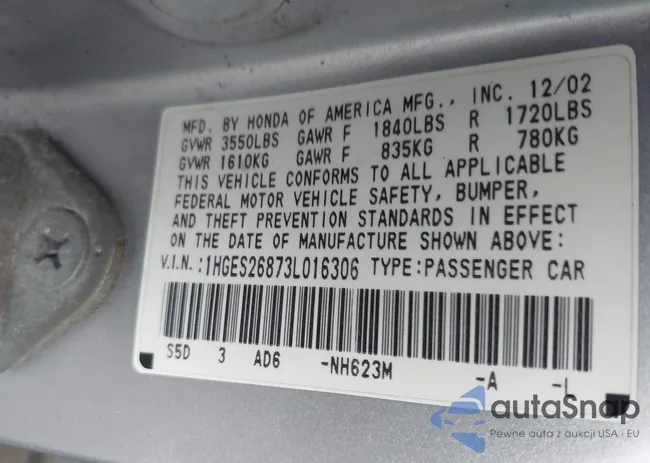 MFD. BY HONDA OF AMERICA MFG., INC. 12/02
GVWR 3550LBS GAWR F 1840LBS R 1720LBS
GVWR 1610KG GAWR F 835KG R 780KG
THIS VEHICLE CONFORMS TO ALL APPLICABLE
FEDERAL MOTOR VEHICLE SAFETY, BUMPER,
AND THEFT PREVENTION STANDARDS IN EFFECT
ON THE DATE OF MANUFACTURE SHOWN ABOVE:
V.I.N.:1HGES26873L016306 TYPE:PASSENGER CAR
S5D 3 AD6 -NH623M -A -L
autaSnap
Pewne auta z aukcji USA i EU